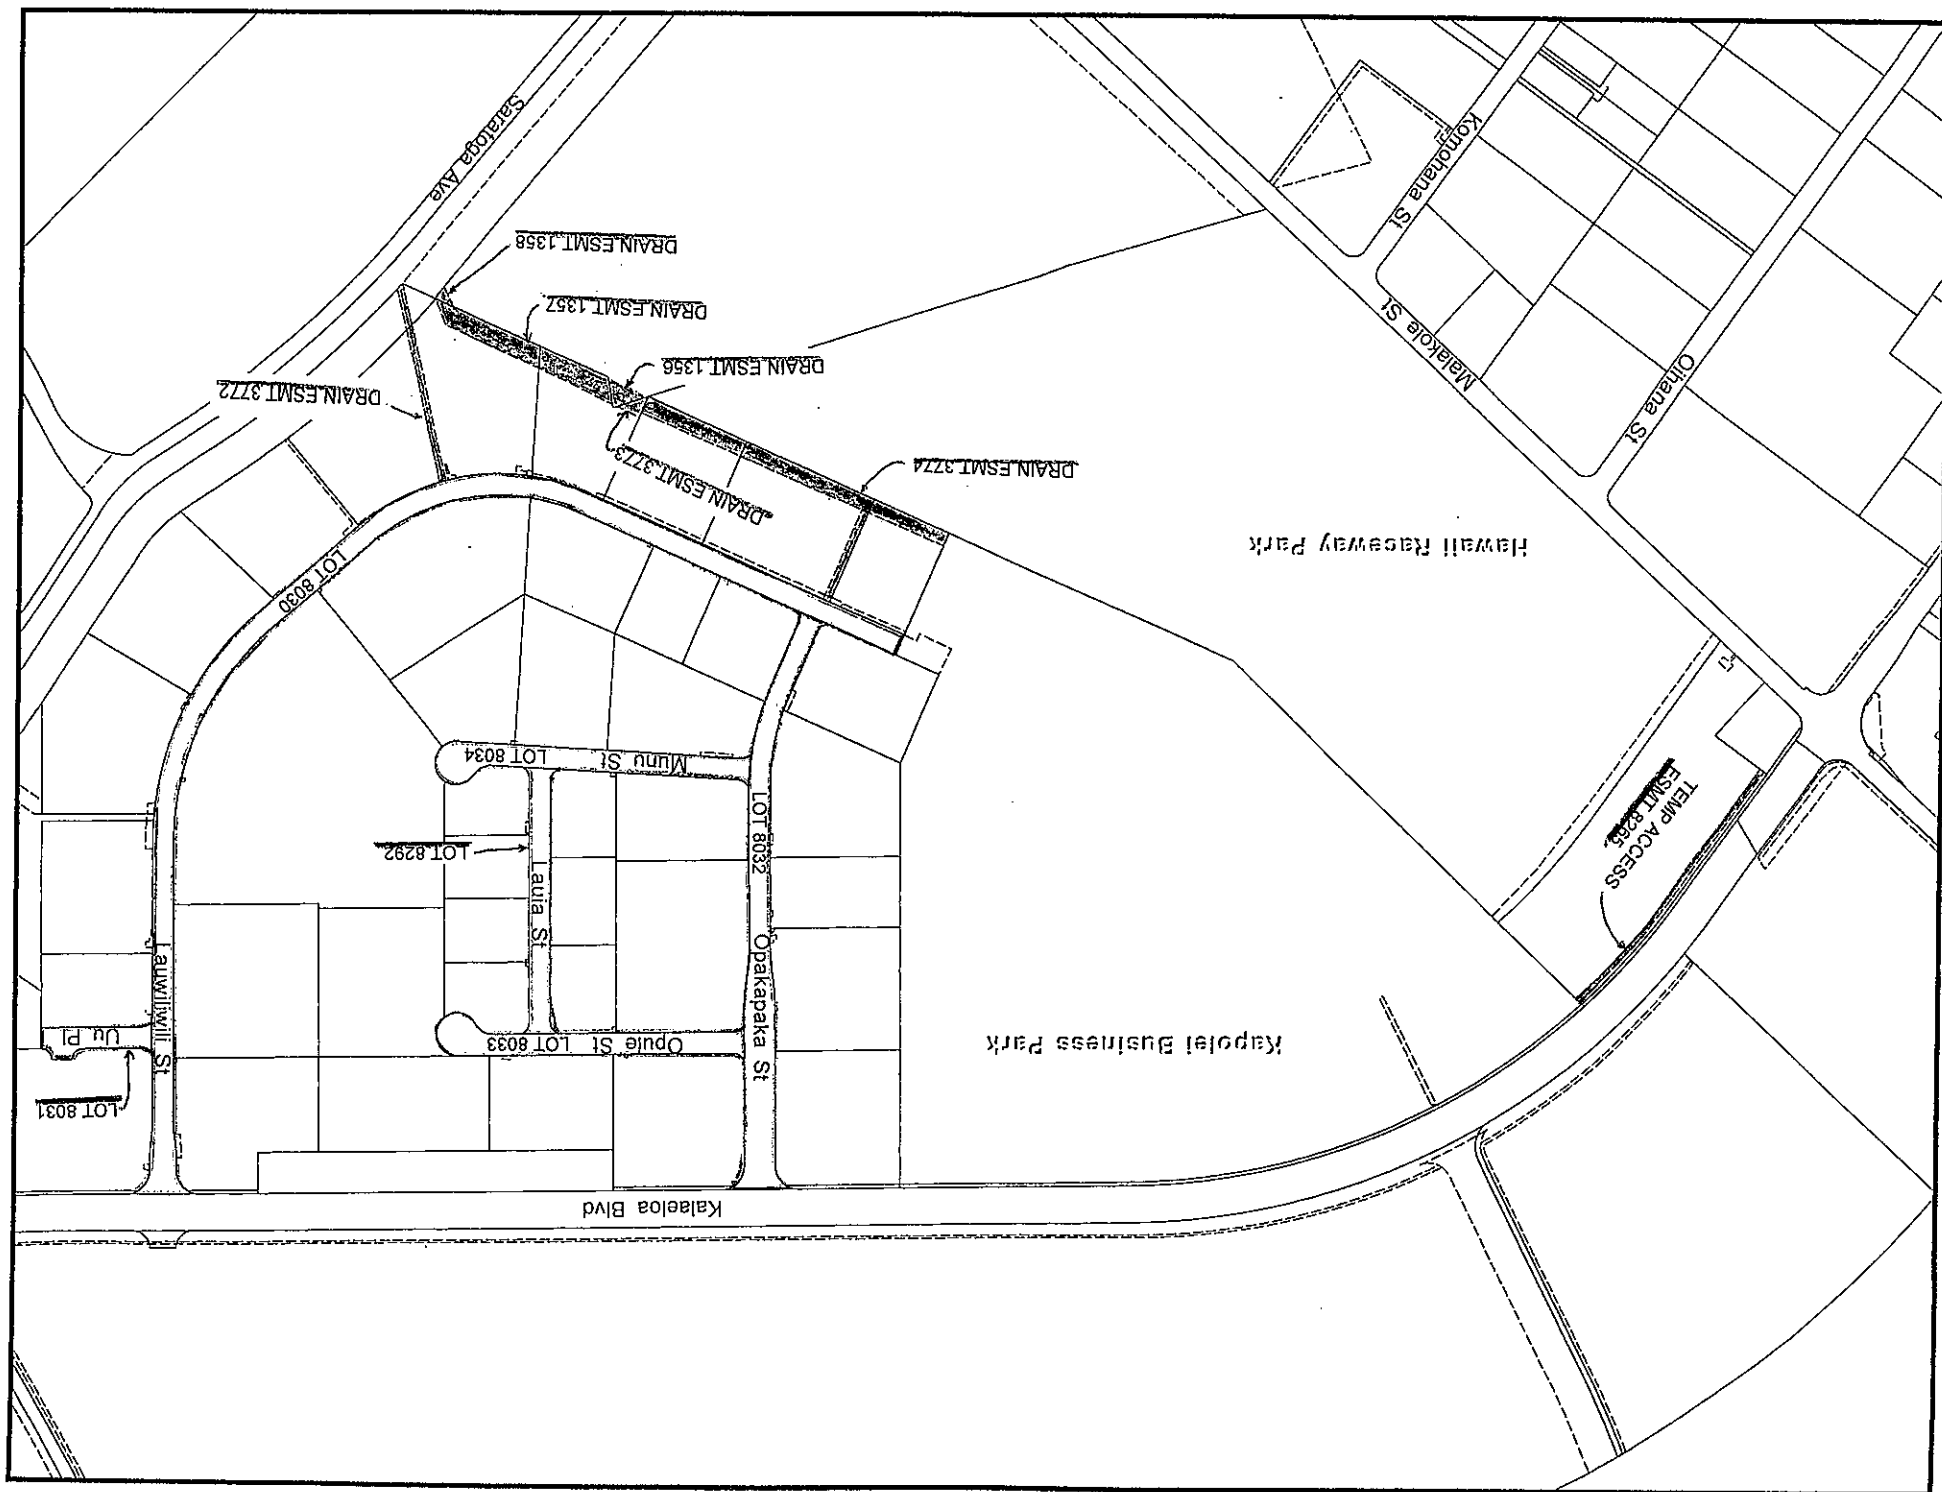 Kalaeloa Blvd
LOT 8031
Uu Pl
Lauwiliwili St
Opule St LOT 8033
Opakapaka St
LOT 8032
Kapolei Business Park
Lauia St
LOT 8292
TEMP ACCESS
ESMT 8265
Munu St LOT 8034
LOT 8030
Hawaii Raceway Park
DRAIN ESMT 3774
DRAIN ESMT 3773
DRAIN ESMT 3772
DRAIN ESMT 1356
DRAIN ESMT 1357
DRAIN ESMT 1358
Olhana St
Malakole St
Komohana St
Saratoga Ave